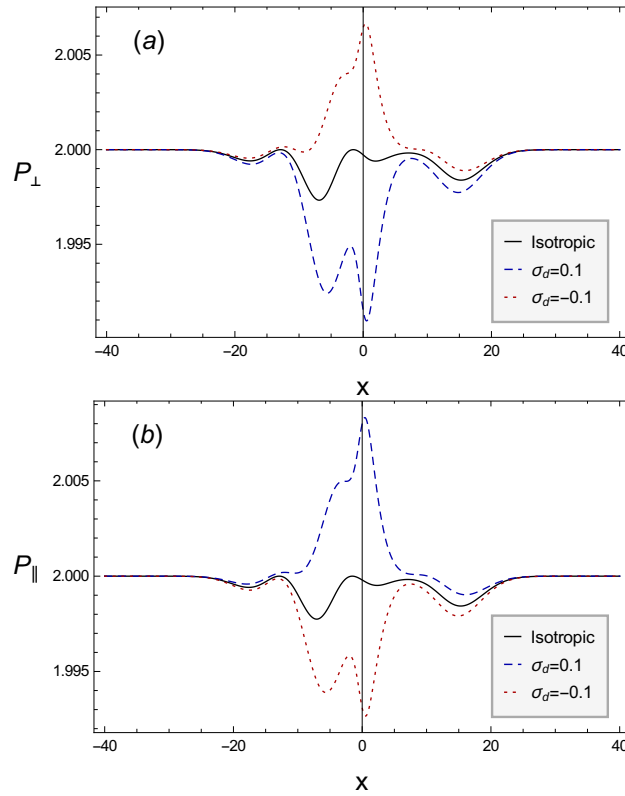 (a)
2.005
2.000
1.995
P⊥
−40 −20 0 20 40
x
Isotropic
σd=0.1
σd=−0.1
(b)
2.005
2.000
1.995
P∥
−40 −20 0 20 40
x
Isotropic
σd=0.1
σd=−0.1